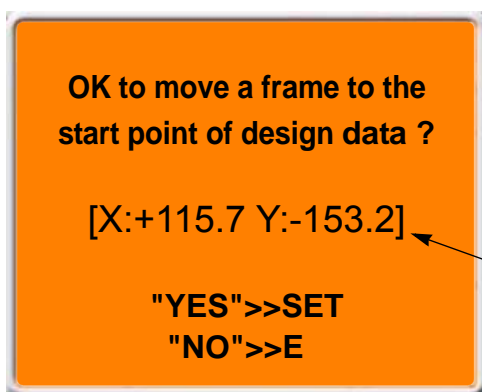 OK to move a frame to the
start point of design data ?
[X:+115.7 Y:-153.2]
"YES">>SET
"NO">>E